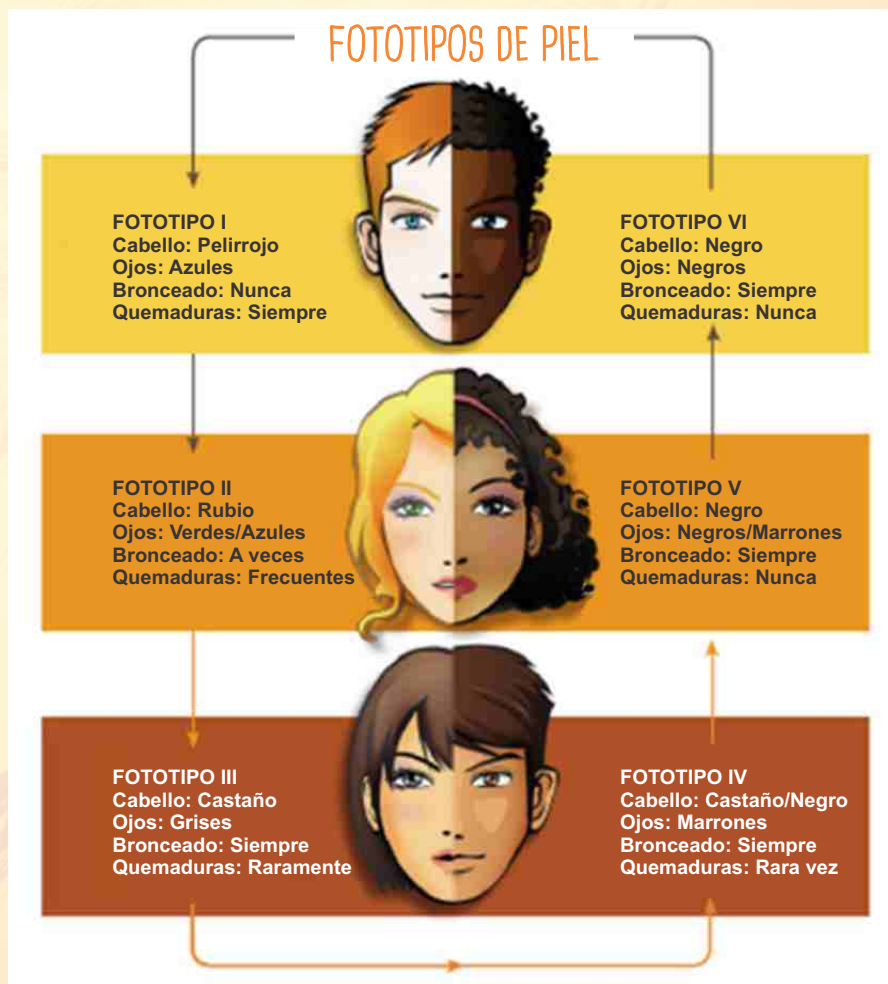 FOTOTIPOS DE PIEL
FOTOTIPO I
Cabello: Pelirrojo
Ojos: Azules
Bronceado: Nunca
Quemaduras: Siempre
FOTOTIPO II
Cabello: Rubio
Ojos: Verdes/Azules
Bronceado: A veces
Quemaduras: Frecuentes
FOTOTIPO III
Cabello: Castaño
Ojos: Grises
Bronceado: Siempre
Quemaduras: Raramente
FOTOTIPO IV
Cabello: Castaño/Negro
Ojos: Marrones
Bronceado: Siempre
Quemaduras: Rara vez
FOTOTIPO V
Cabello: Negro
Ojos: Negros/Marrones
Bronceado: Siempre
Quemaduras: Nunca
FOTOTIPO VI
Cabello: Negro
Ojos: Negros
Bronceado: Siempre
Quemaduras: Nunca